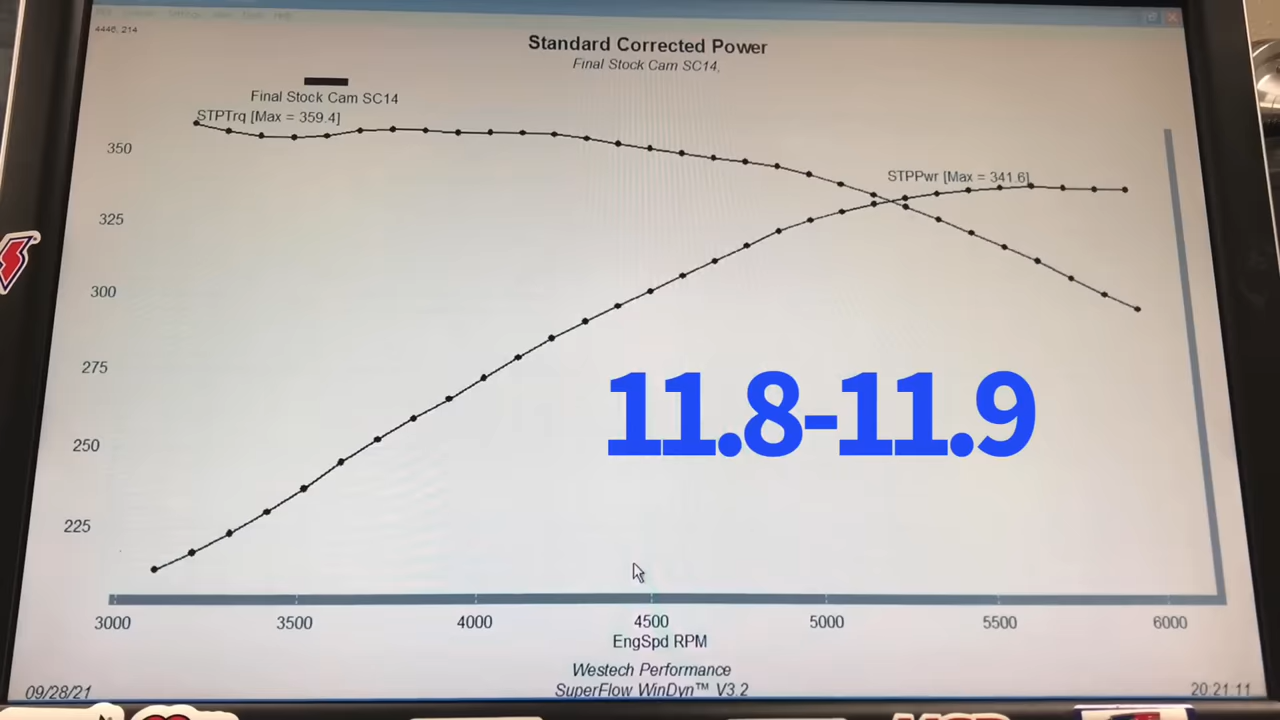 4446, 214
Standard Corrected Power
Final Stock Cam SC14,
Final Stock Cam SC14
STPTrq [Max = 359.4]
STPPwr [Max = 341.6]
350
325
300
275
250
225
11.8-11.9
3000 3500 4000 4500 5000 5500 6000
EngSpd RPM
Westech Performance
SuperFlow WinDyn™ V3.2
09/28/21
20.21.11